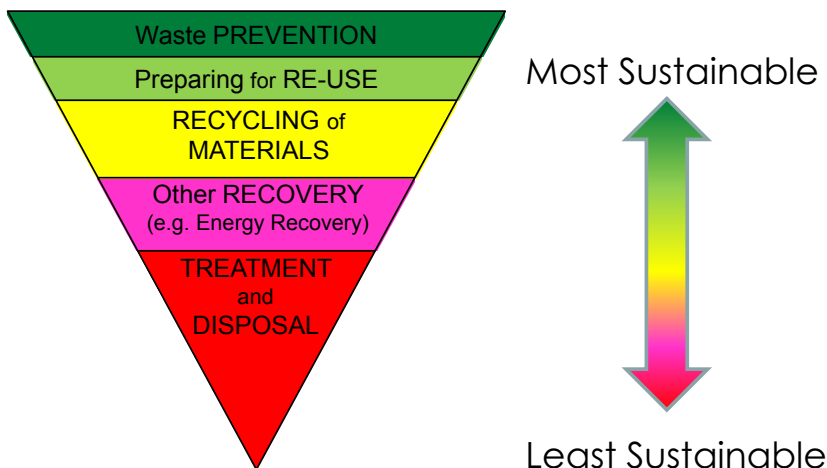 Waste PREVENTION
Preparing for RE-USE
Most Sustainable
RECYCLING of
MATERIALS
Other RECOVERY
(e.g. Energy Recovery)
TREATMENT
and
DISPOSAL
Least Sustainable